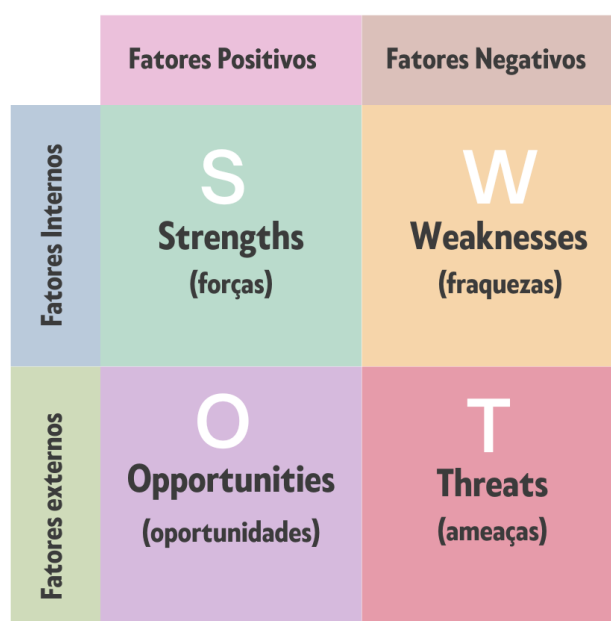 Fatores Positivos
Fatores Negativos
Fatores Internos
S
Strengths
(forças)
W
Weaknesses
(fraquezas)
Fatores externos
O
Opportunities
(oportunidades)
T
Threats
(ameaças)